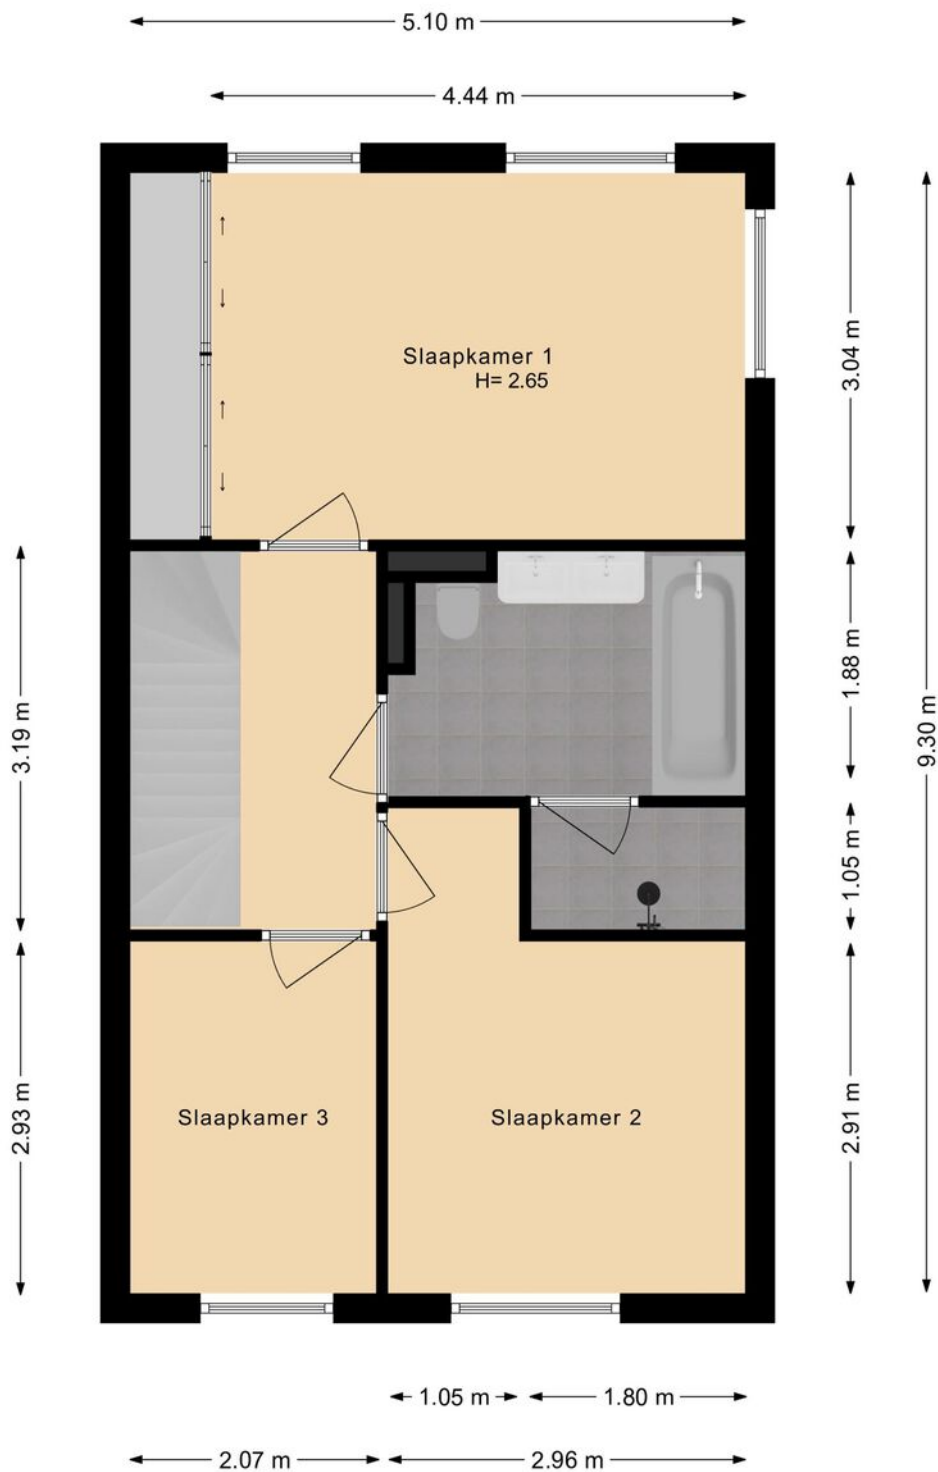 5.10 m
4.44 m
Slaapkamer 1
H= 2.65
3.04 m
1.88 m
3.19 m
9.30 m
1.05 m
2.93 m
Slaapkamer 3
Slaapkamer 2
2.91 m
1.05 m
1.80 m
2.07 m
2.96 m